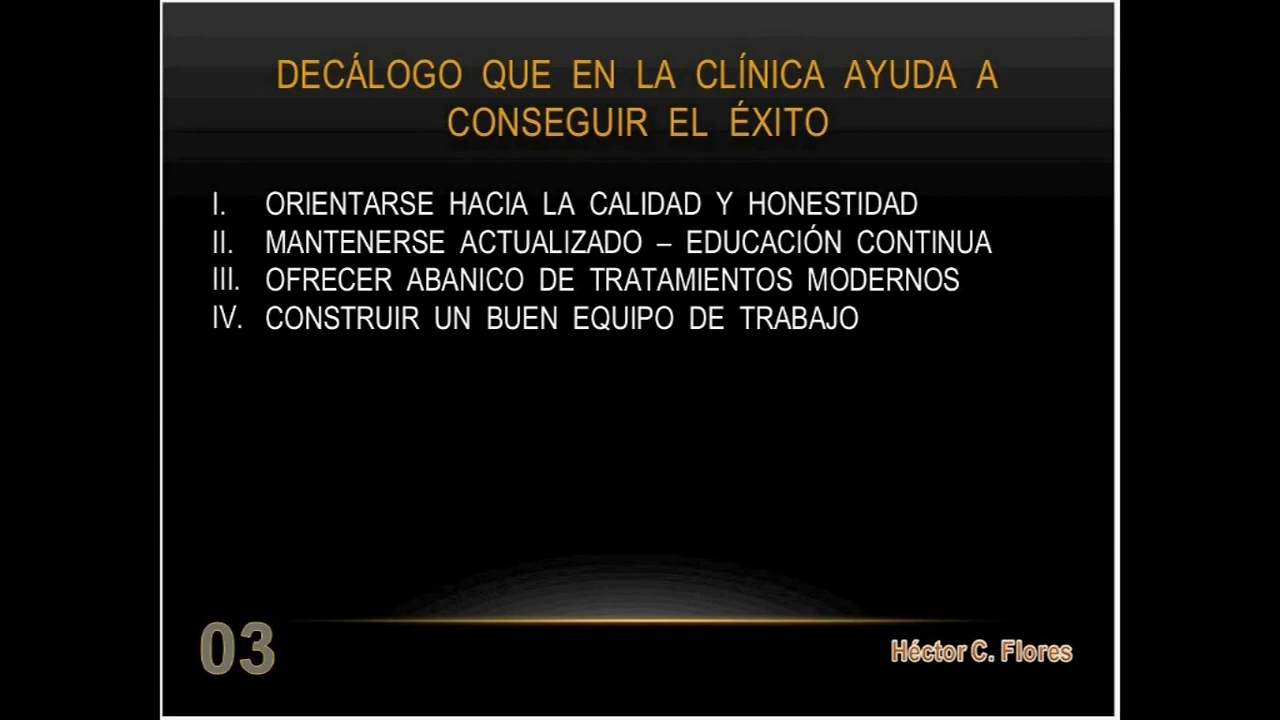 DECÁLOGO QUE EN LA CLÍNICA AYUDA A
CONSEGUIR EL ÉXITO
I. ORIENTARSE HACIA LA CALIDAD Y HONESTIDAD
II. MANTENERSE ACTUALIZADO – EDUCACIÓN CONTINUA
III. OFRECER ABANICO DE TRATAMIENTOS MODERNOS
IV. CONSTRUIR UN BUEN EQUIPO DE TRABAJO
03
Héctor C. Flores